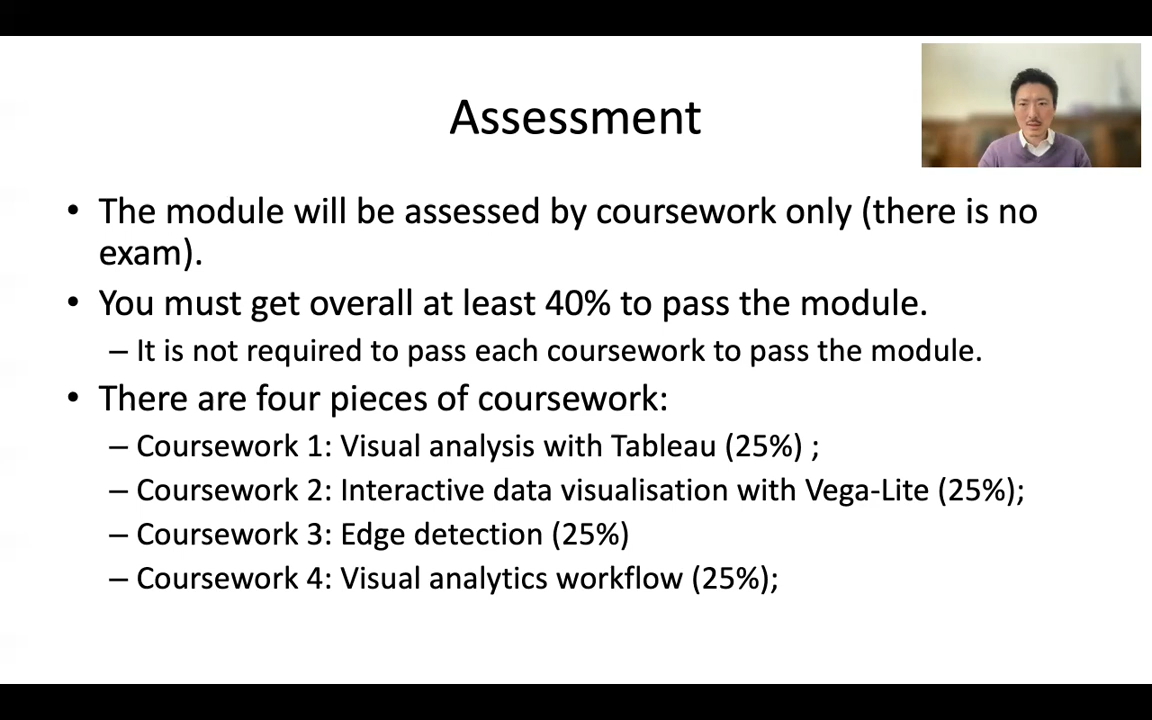 Assessment
• The module will be assessed by coursework only (there is no
exam).
• You must get overall at least 40% to pass the module.
– It is not required to pass each coursework to pass the module.
• There are four pieces of coursework:
– Coursework 1: Visual analysis with Tableau (25%) ;
– Coursework 2: Interactive data visualisation with Vega-Lite (25%);
– Coursework 3: Edge detection (25%)
– Coursework 4: Visual analytics workflow (25%);